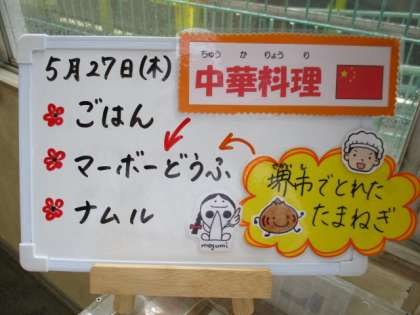 5月27日(木)
ちゅう か りょう り
中華料理
ごはん
マーボーどうふ
ナムル
堺市でとれた
たまねぎ
megumi